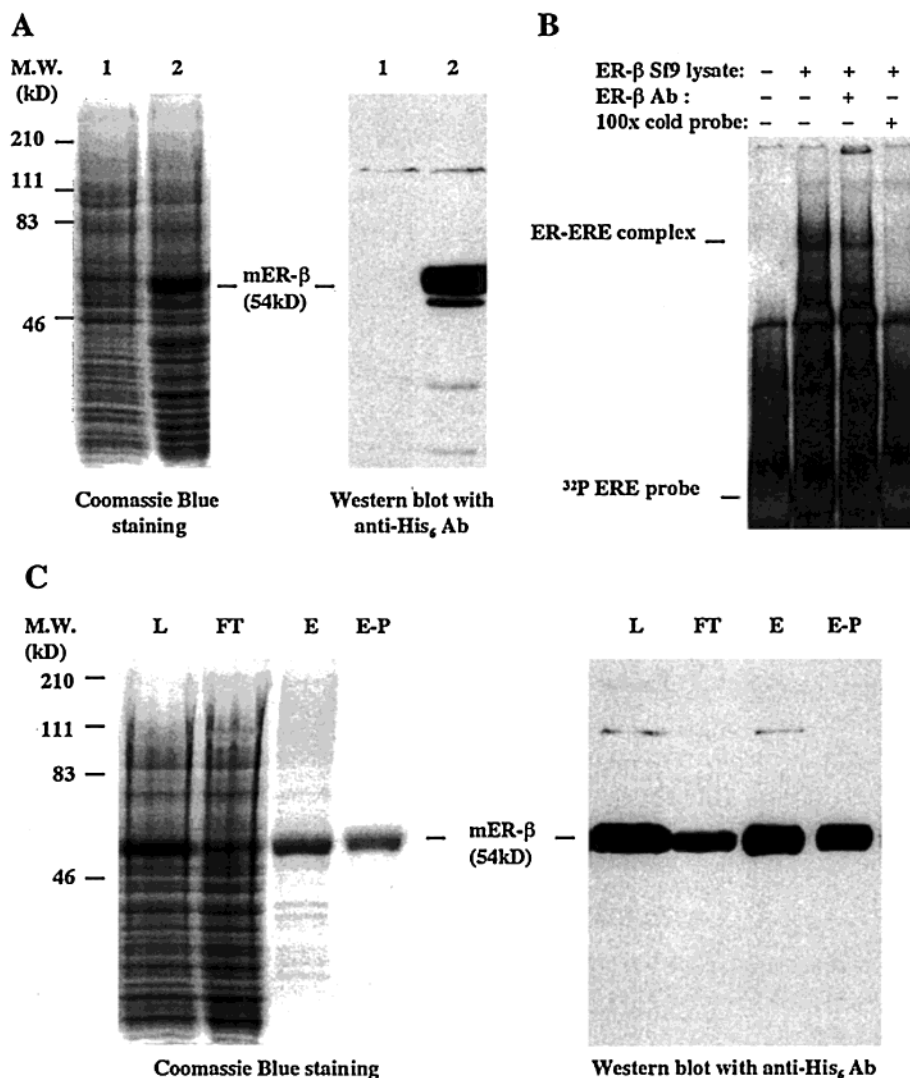 A
M.W. 1 2 1 2
(kD)
210
111
83
46
mER-β
(54kD)
Coomassie Blue
staining
Western blot with
anti-His₆ Ab
B
ER-β Sf9 lysate: – + + +
ER-β Ab : – – + –
100x cold probe: – – – +
ER-ERE complex
³²P ERE probe
C
M.W. L FT E E-P L FT E E-P
(kD)
210
111
83
46
mER-β
(54kD)
Coomassie Blue staining
Western blot with anti-His₆ Ab